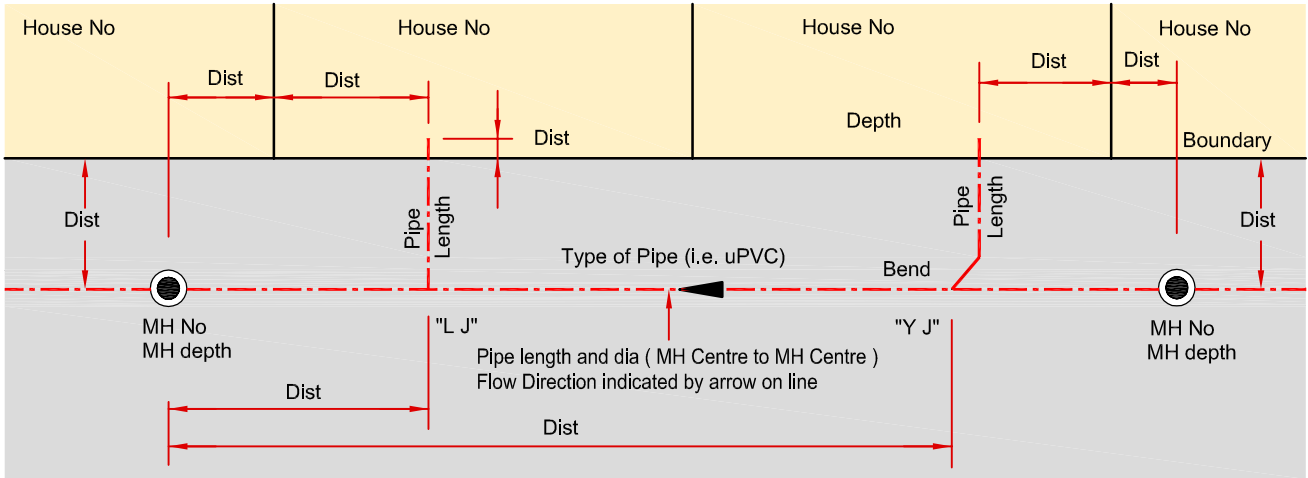 House No
House No
House No
House No
Dist
Dist
Dist
Dist
Dist
Depth
Boundary
Dist
Pipe
Length
Pipe
Length
Dist
Type of Pipe (i.e. uPVC)
Bend
MH No
MH depth
"L J"
"Y J"
MH No
MH depth
Pipe length and dia ( MH Centre to MH Centre )
Flow Direction indicated by arrow on line
Dist
Dist